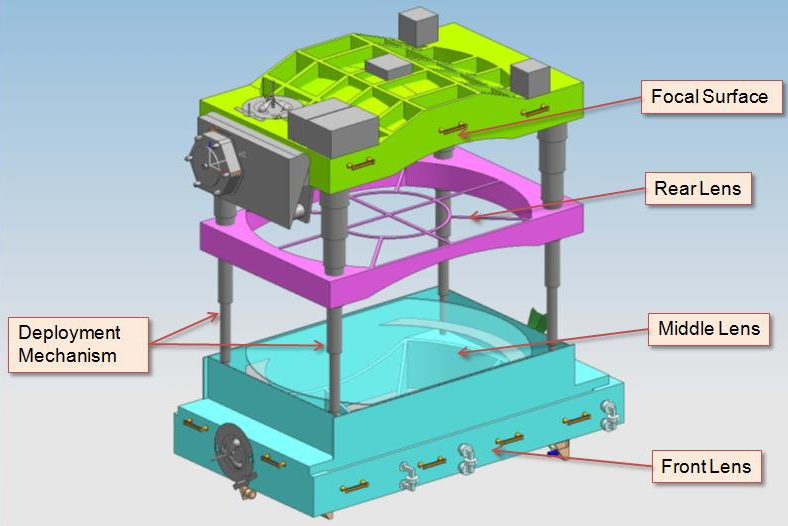 Focal Surface
Rear Lens
Deployment
Mechanism
Middle Lens
Front Lens